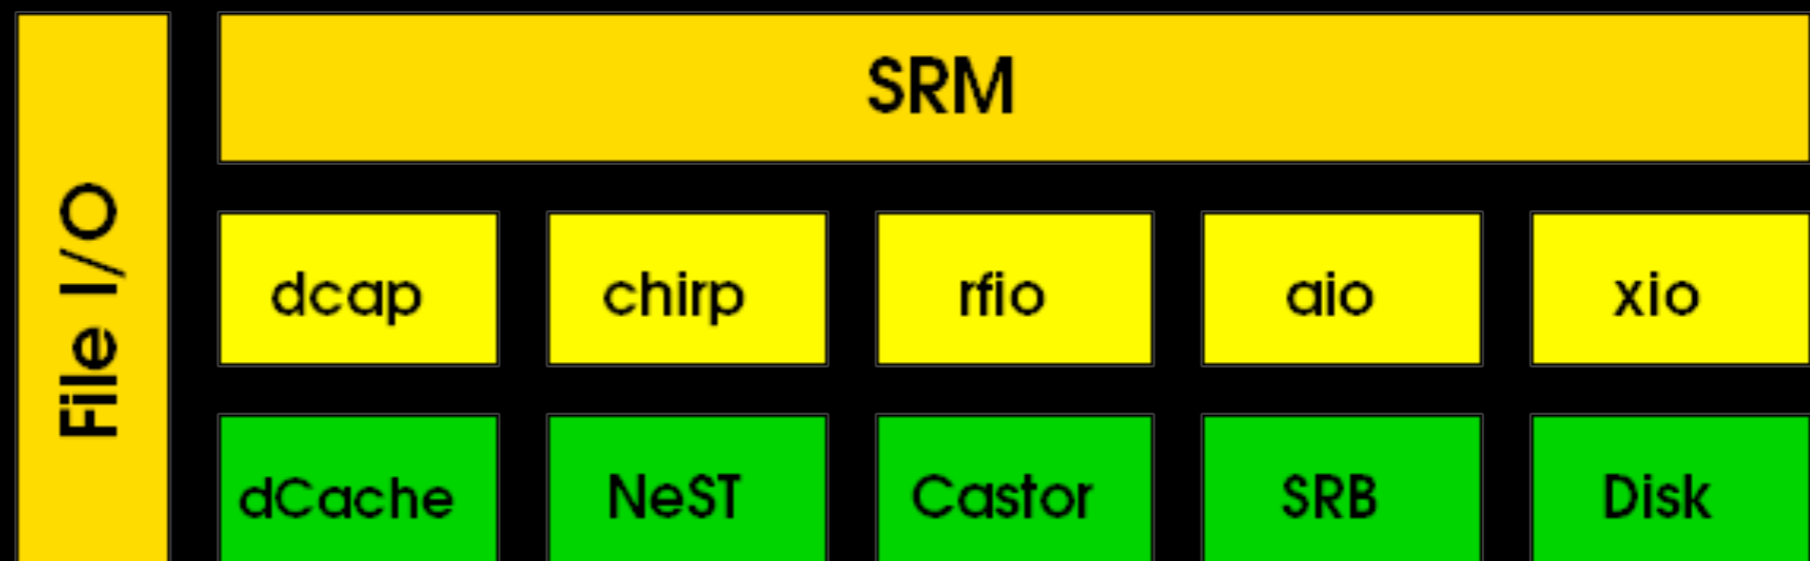 File I/O
SRM
dcap
chirp
rfio
aio
xio
dCache
NeST
Castor
SRB
Disk